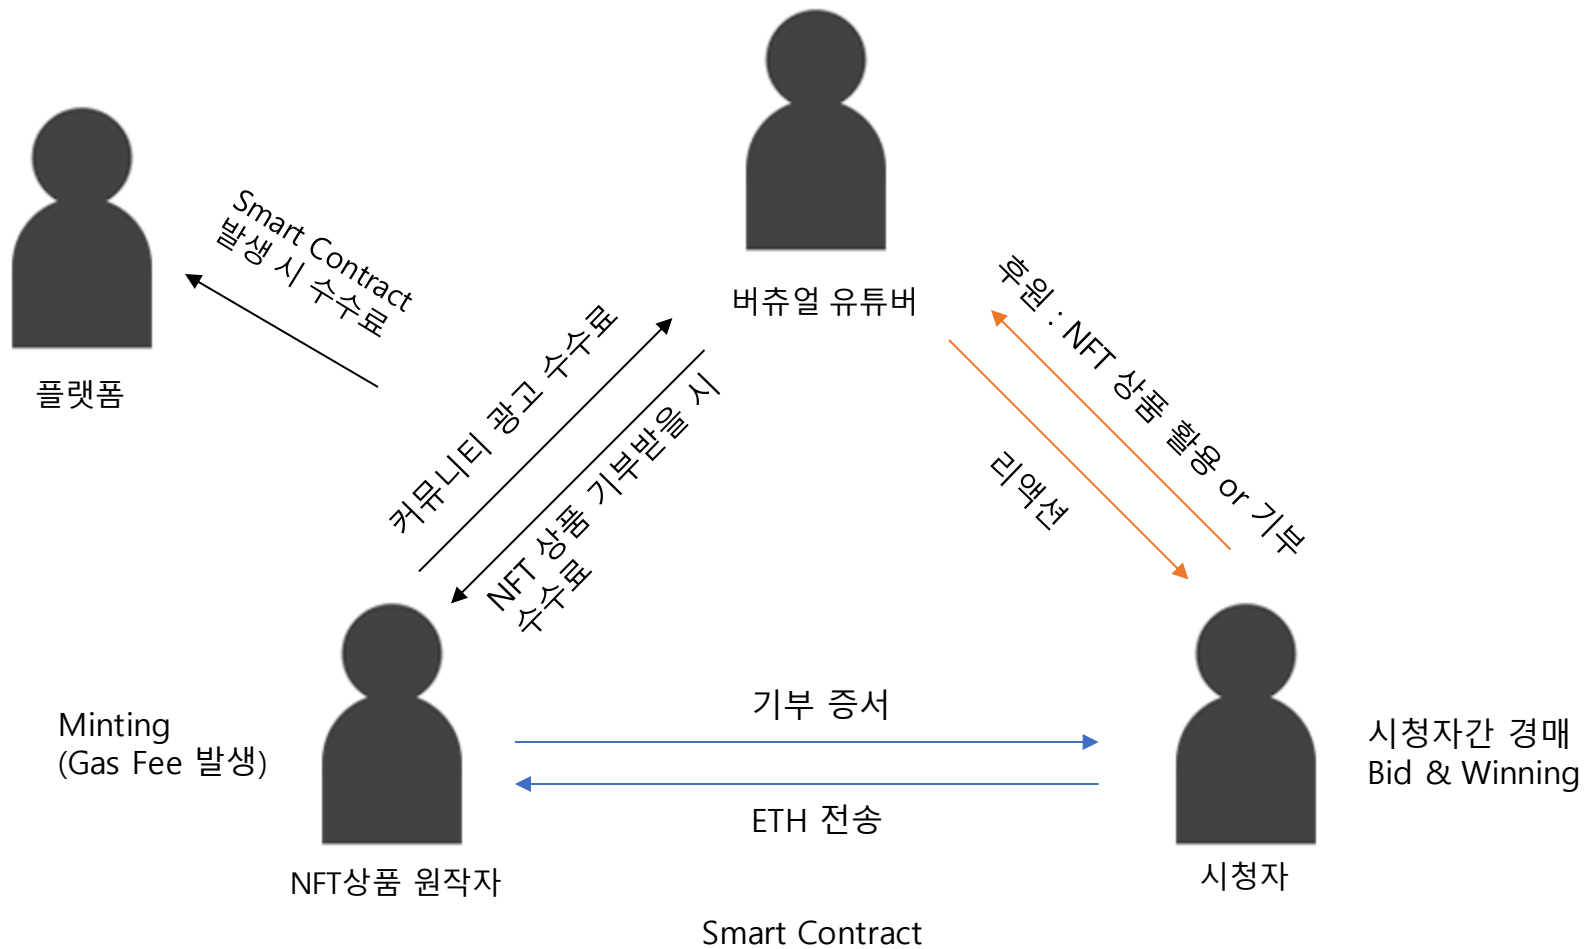 Smart Contract
발생 시 수수료
플랫폼
버츄얼 유튜버
커뮤니티 광고 수수료
NFT 상품 기부받을 시
수수료
후원 : NFT 상품 활용 or 기부
리액션
Minting
(Gas Fee 발생)
NFT상품 원작자
기부 증서
ETH 전송
시청자간 경매
Bid & Winning
시청자
Smart Contract